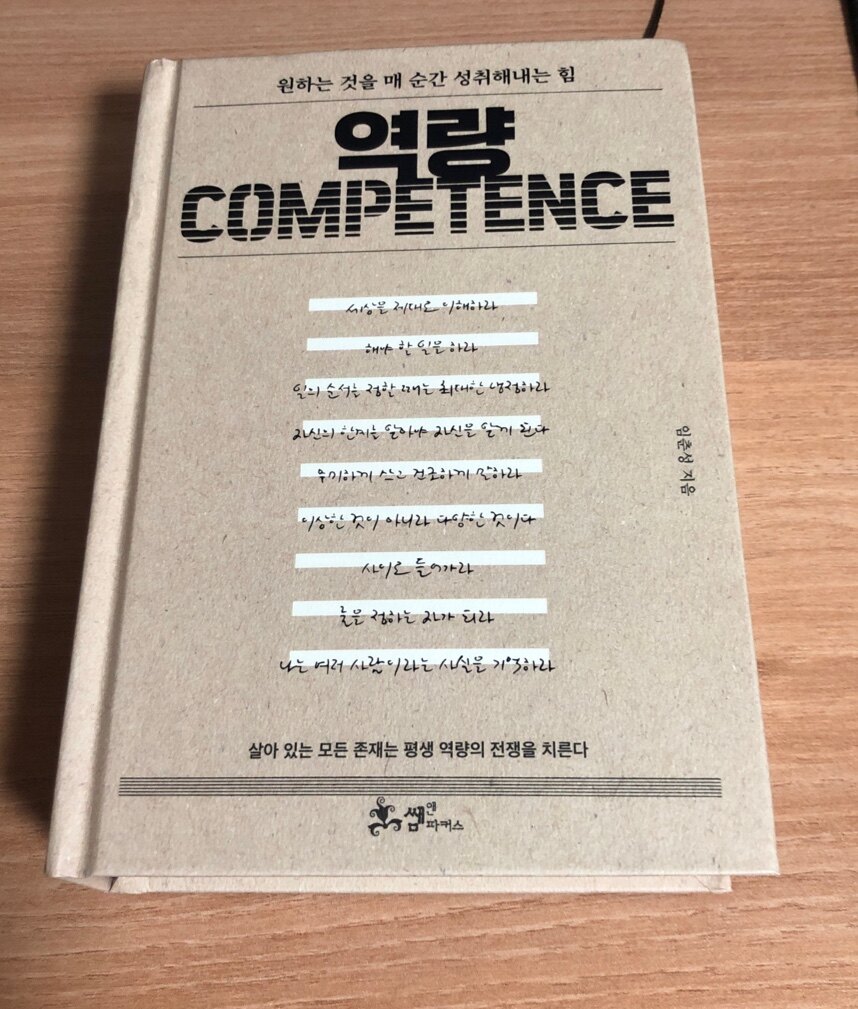 원하는 것을 매 순간 성취해내는 힘
역량
COMPETENCE
세상을 제대로 이해하라
해야 할 일을 하라
일의 순서를 정할 때는 최대한 냉정하라
자신의 한계를 알아야 자신을 알게 된다
우기하게 쓰고 건조하게 말하라
이상한 것이 아니라 다양한 것이다
사이로 들어가라
룰을 정하는 자가 되라
나는 여러 사람이라는 사실을 기억하라
임춘성 지음
살아 있는 모든 존재는 평생 역량의 전쟁을 치른다
쌤앤파커스